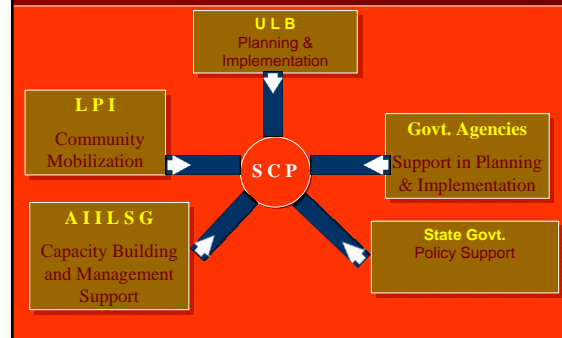 U L B
Planning &
Implementation
L P I
Community
Mobilization
Govt. Agencies
Support in Planning
& Implementation
S C P
A I I L S G
Capacity Building
and Management
Support
State Govt.
Policy Support